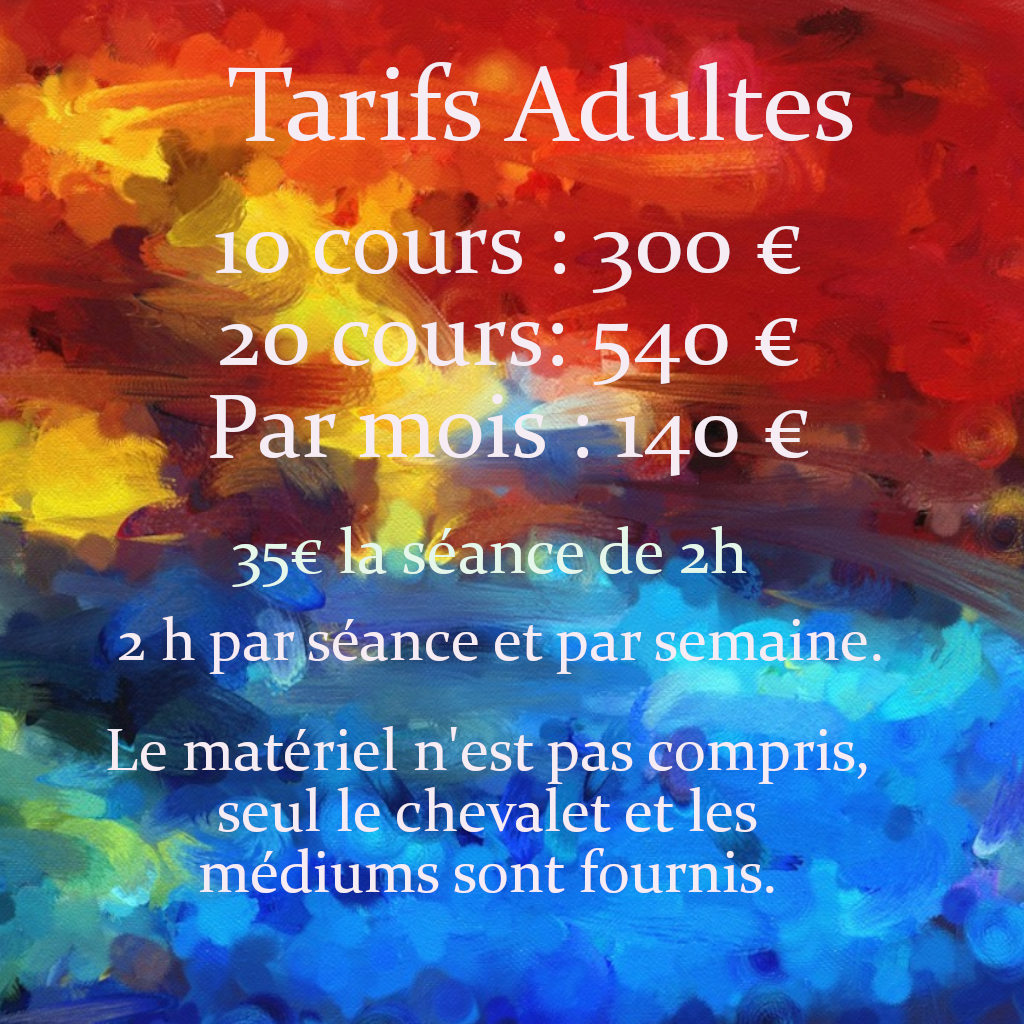 Tarifs Adultes
10 cours : 300 €
20 cours: 540 €
Par mois : 140 €
35€ la séance de 2h
2 h par séance et par semaine.
Le matériel n'est pas compris,
seul le chevalet et les
médiums sont fournis.